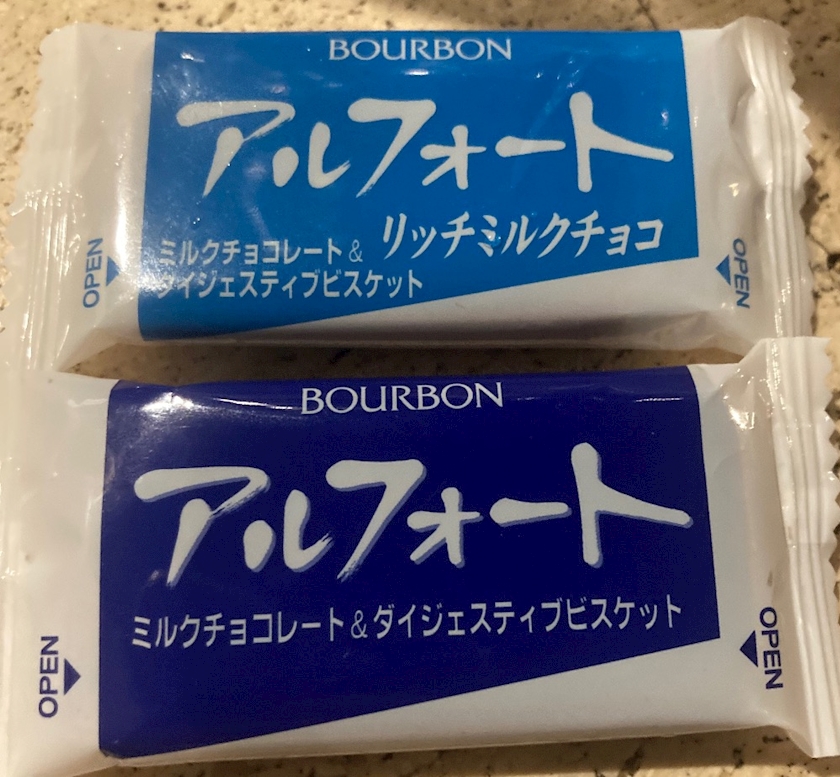 BOURBON
アルフォート
リッチミルクチョコ
ミルクチョコレート&
ダイジェスティブビスケット
OPEN
OPEN
BOURBON
アルフォート
ミルクチョコレート&ダイジェスティブビスケット
OPEN
OPEN